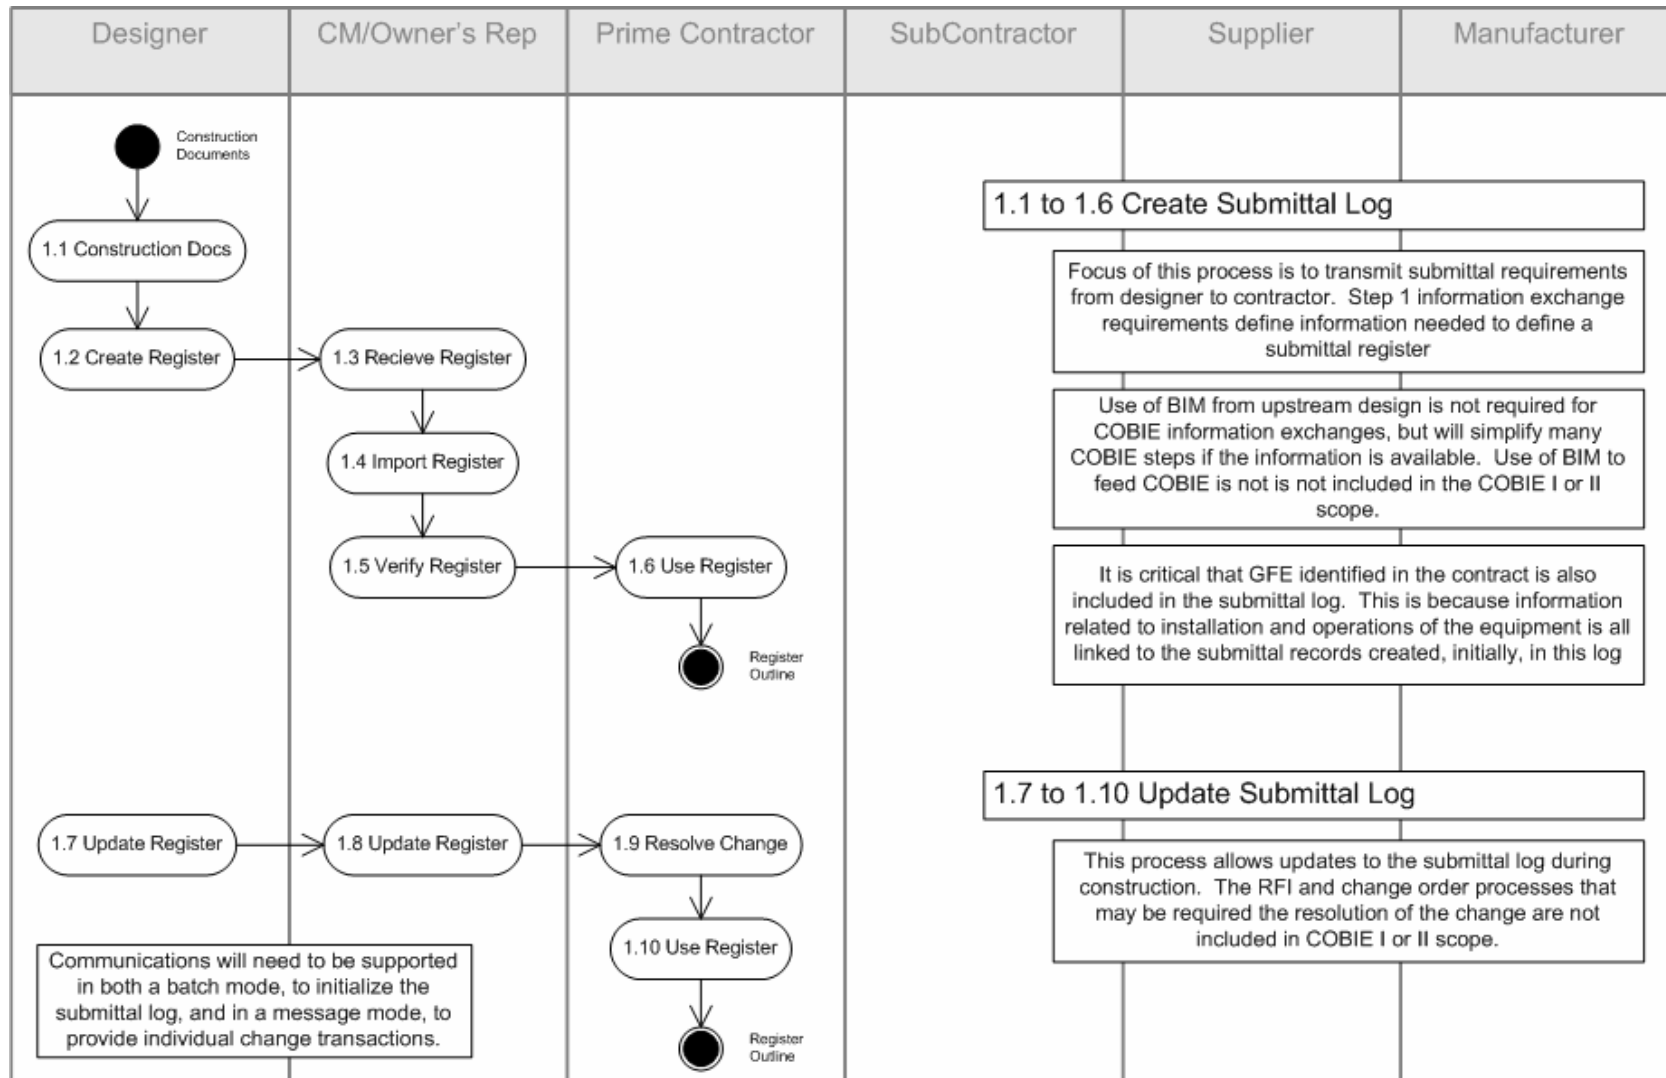 Designer
CM/Owner's Rep
Prime Contractor
SubContractor
Supplier
Manufacturer
Construction
Documents
1.1 Construction Docs
1.2 Create Register
1.3 Recieve Register
1.4 Import Register
1.5 Verify Register
1.6 Use Register
Register
Outline
1.1 to 1.6 Create Submittal Log
Focus of this process is to transmit submittal requirements
from designer to contractor. Step 1 information exchange
requirements define information needed to define a
submittal register
Use of BIM from upstream design is not required for
COBIE information exchanges, but will simplify many
COBIE steps if the information is available. Use of BIM to
feed COBIE is not is not included in the COBIE I or II
scope.
It is critical that GFE identified in the contract is also
included in the submittal log. This is because information
related to installation and operations of the equipment is all
linked to the submittal records created, initially, in this log
1.7 Update Register
1.8 Update Register
1.9 Resolve Change
1.10 Use Register
Register
Outline
1.7 to 1.10 Update Submittal Log
This process allows updates to the submittal log during
construction. The RFI and change order processes that
may be required the resolution of the change are not
included in COBIE I or II scope.
Communications will need to be supported
in both a batch mode, to initialize the
submittal log, and in a message mode, to
provide individual change transactions.